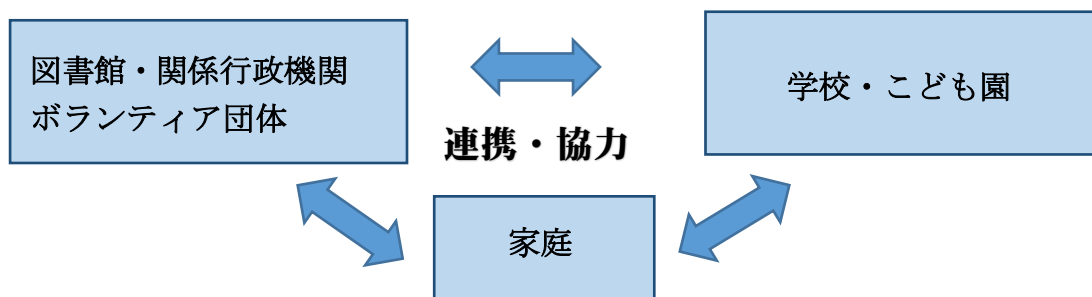 図書館・関係行政機関
ボランティア団体
学校・こども園
連携・協力
家庭